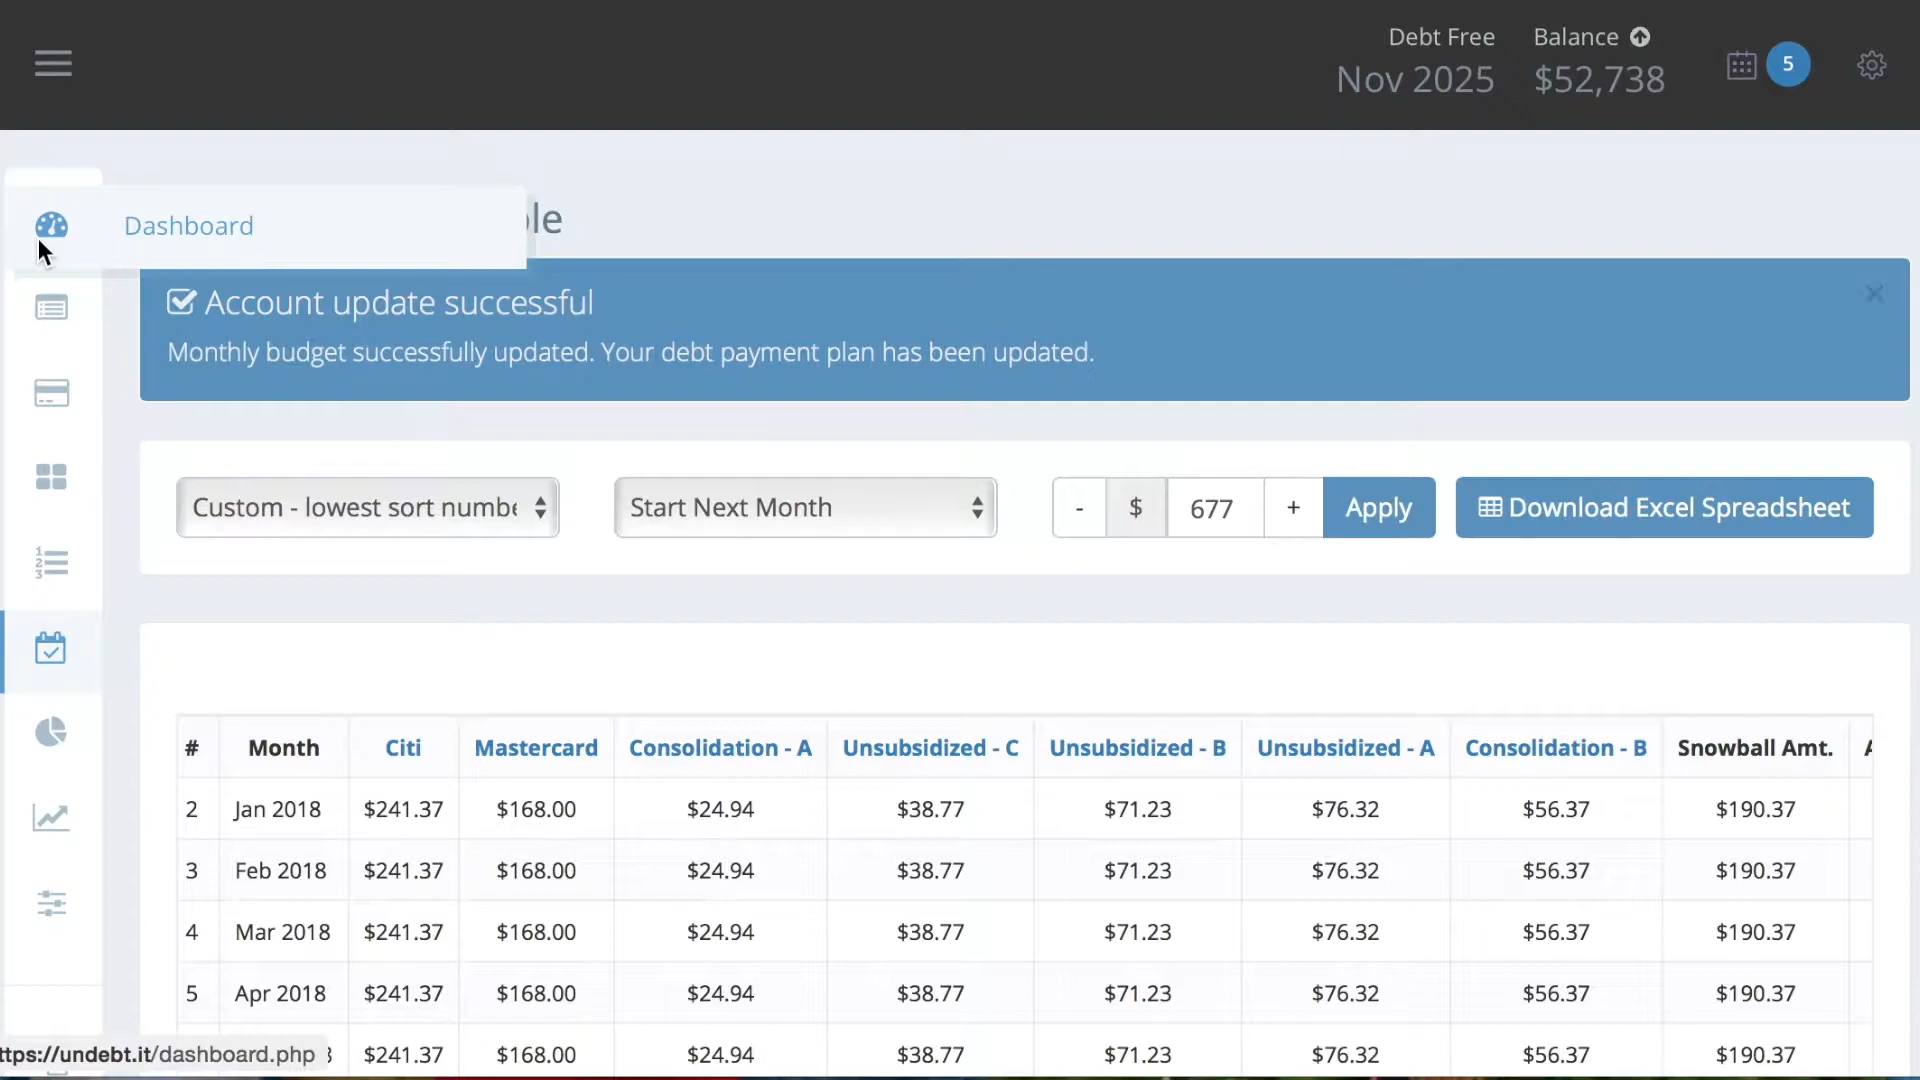 Debt Free
Nov 2025
Balance
$52,738
5
Dashboard
le
Account update successful
Monthly budget successfully updated. Your debt payment plan has been updated.
Custom - lowest sort numbe
Start Next Month
- $ 677 + Apply
Download Excel Spreadsheet
# Month Citi Mastercard Consolidation - A Unsubsidized - C Unsubsidized - B Unsubsidized - A Consolidation - B Snowball Amt.
2 Jan 2018 $241.37 $168.00 $24.94 $38.77 $71.23 $76.32 $56.37 $190.37
3 Feb 2018 $241.37 $168.00 $24.94 $38.77 $71.23 $76.32 $56.37 $190.37
4 Mar 2018 $241.37 $168.00 $24.94 $38.77 $71.23 $76.32 $56.37 $190.37
5 Apr 2018 $241.37 $168.00 $24.94 $38.77 $71.23 $76.32 $56.37 $190.37
$241.37 $168.00 $24.94 $38.77 $71.23 $76.32 $56.37 $190.37
ttps://undebt.it/dashboard.php